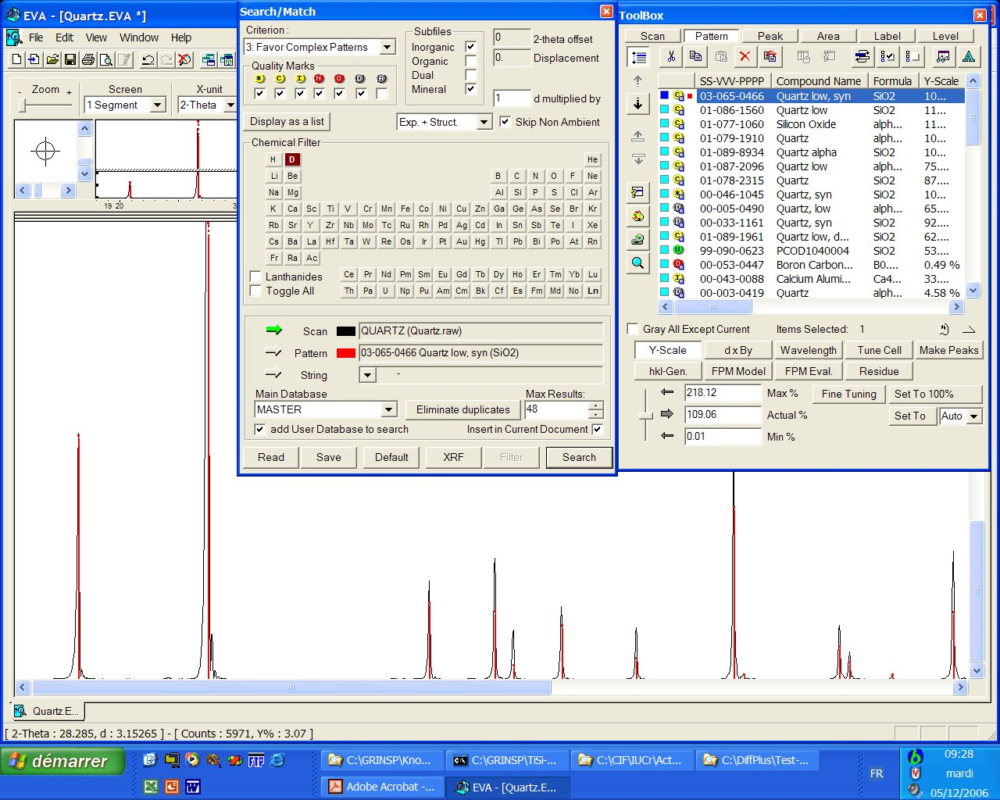 EVA - [Quartz.EVA *]
File Edit View Window Help
- Zoom +
Screen
X-unit
1 Segment
2-Theta
19 20
3
Search/Match
Criterion :
3: Favor Complex Patterns
Quality Marks
Subfiles
Inorganic
Organic
Dual
Mineral
0 2-theta offset
0. Displacement
1 d multiplied by
Display as a list
Exp. + Struct.
Skip Non Ambient
Chemical Filter
H D He
Li Be B C N O F Ne
Na Mg Al Si P S Cl Ar
K Ca Sc Ti V Cr Mn Fe Co Ni Cu Zn Ga Ge As Se Br Kr
Rb Sr Y Zr Nb Mo Tc Ru Rh Pd Ag Cd In Sn Sb Te I Xe
Cs Ba La Hf Ta W Re Os Ir Pt Au Hg Tl Pb Bi Po At Rn
Fr Ra Ac
Lanthanides Ce Pr Nd Pm Sm Eu Gd Tb Dy Ho Er Tm Yb Lu
Toggle All Th Pa U Np Pu Am Cm Bk Cf Es Fm Md No Ln
Scan QUARTZ (Quartz.raw)
Pattern 03-065-0466 Quartz low, syn (SiO2)
String -
Main Database
Max Results:
MASTER
Eliminate duplicates
48
add User Database to search
Insert in Current Document
Read Save Default XRF Filter Search
ToolBox
Scan Pattern Peak Area Label Level
SS-VVV-PPPP Compound Name Formula Y-Scale
03-065-0466 Quartz low, syn SiO2 10...
01-086-1560 Quartz low SiO2 11...
01-077-1060 Silicon Oxide alph... 11...
01-079-1910 Quartz alph... 10...
01-089-8934 Quartz alpha SiO2 10...
01-087-2096 Quartz low alph... 75....
01-078-2315 Quartz SiO2 87....
00-046-1045 Quartz, syn SiO2 10...
00-005-0490 Quartz, low alph... 65....
00-033-1161 Quartz, syn SiO2 92....
01-089-1961 Quartz low, d... SiO2 62....
99-090-0623 PCOD1040004 SiO2 53....
00-053-0447 Boron Carbon... B0.... 0.49 %
00-043-0088 Calcium Alumi... Ca4... 33....
00-003-0419 Quartz alph... 4.58 %
Gray All Except Current
Items Selected: 1
Y-Scale d x By Wavelength Tune Cell Make Peaks
hkl-Gen. FPM Model FPM Eval. Residue
218.12 Max % Fine Tuning Set To 100%
109.06 Actual % Set To Auto
0.01 Min %
Quartz.E...
[ 2-Theta : 28.285, d : 3.15265 ] - [ Counts : 5971, Y% : 3.07 ]
démarrer
FTP
C:\GRINSP\Kno...
C:\GRINSP\TiSi-...
C:\CIF\IUCr\Act...
C:\DiffPlus\Test-...
Adobe Acrobat - ...
EVA - [Quartz.E...
FR
09:28
mardi
05/12/2006